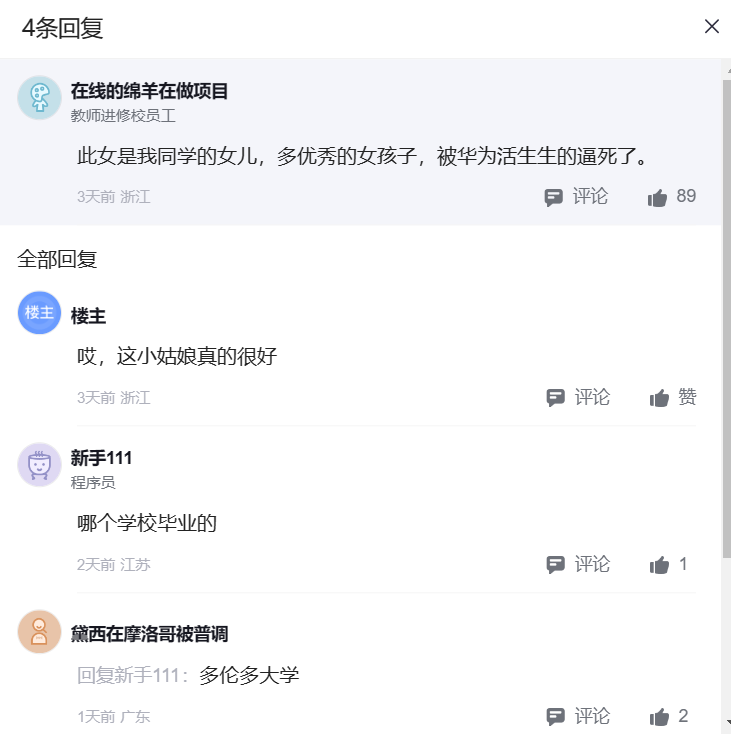 4条回复
在线的绵羊在做项目
教师进修校员工
此女是我同学的女儿，多优秀的女孩子，被华为活生生的逼死了。
3天前 浙江 评论 89
全部回复
楼主 楼主
哎，这小姑娘真的很好
3天前 浙江 评论 赞
新手111
程序员
哪个学校毕业的
2天前 江苏 评论 1
黛西在摩洛哥被普调
回复新手111：多伦多大学
1天前 广东 评论 2